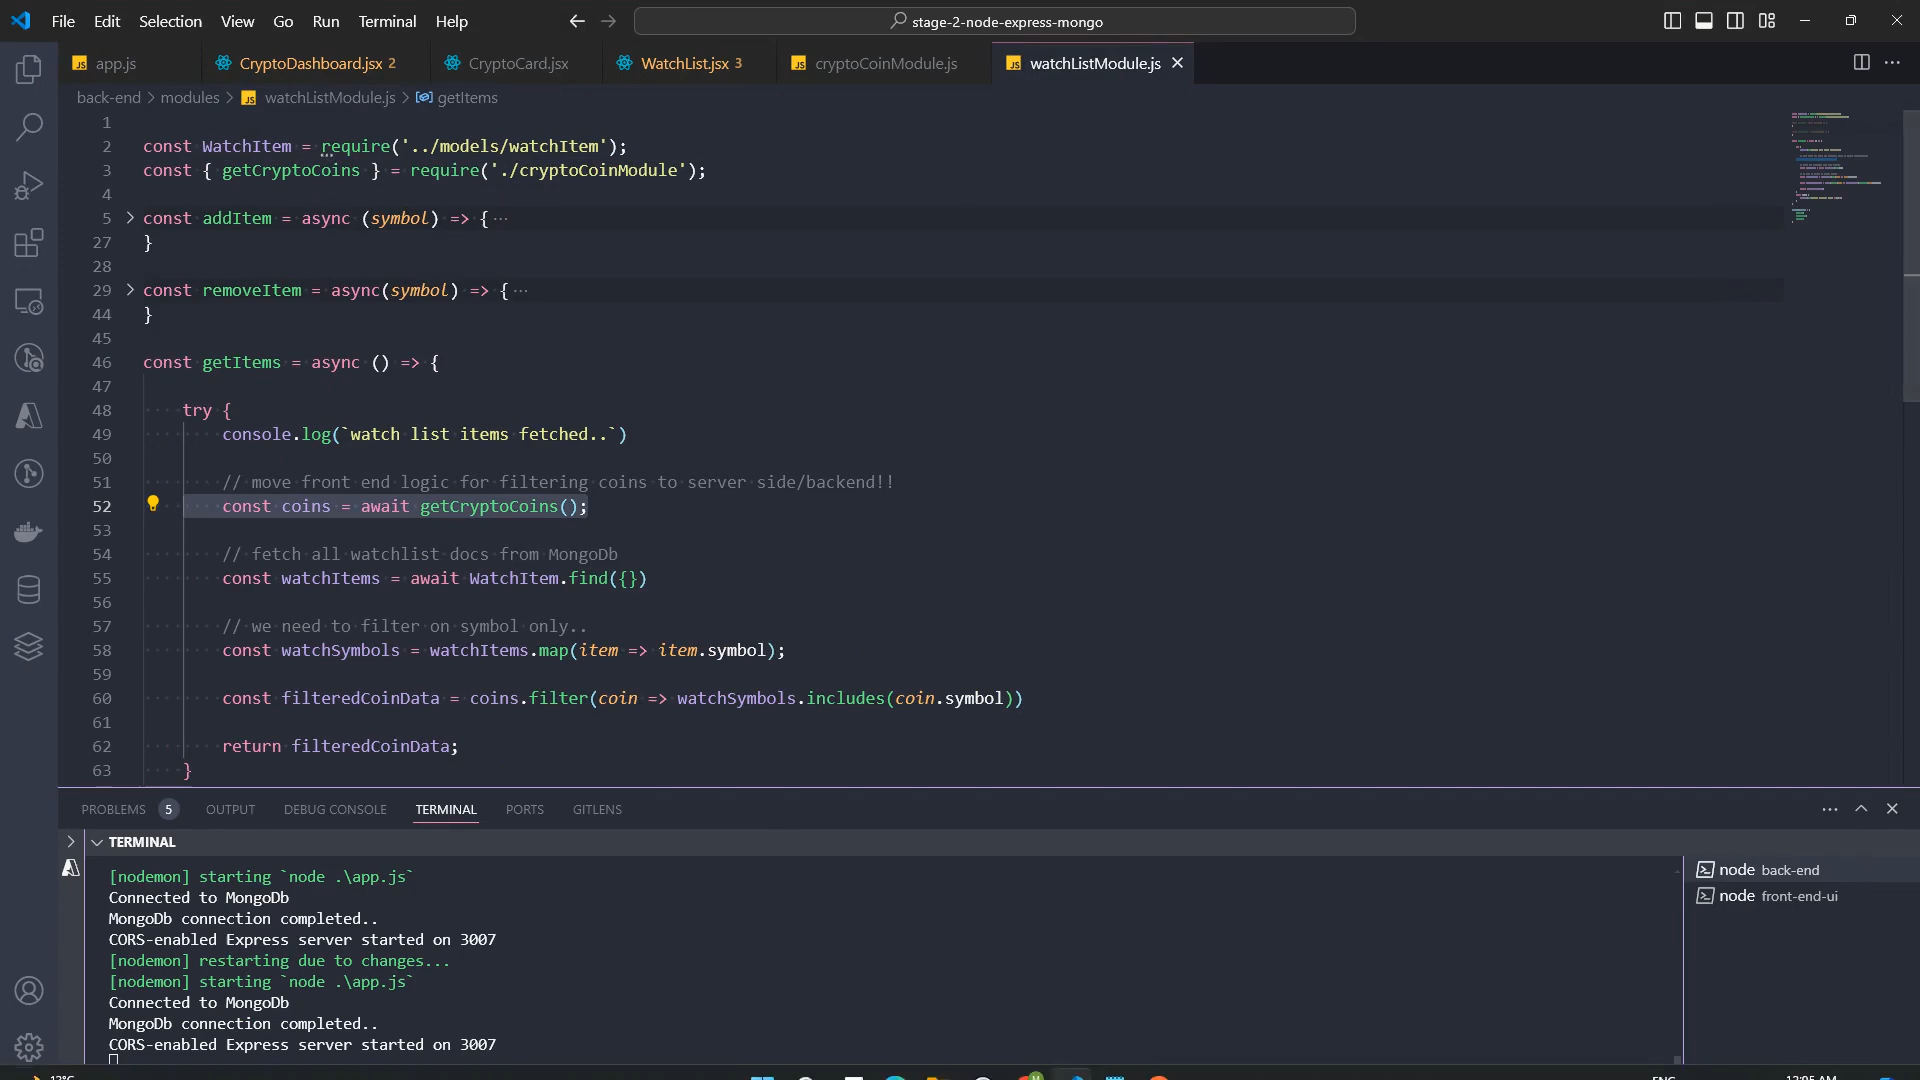 File Edit Selection View Go Run Terminal Help
stage-2-node-express-mongo
JS app.js CryptoDashboard.jsx 2 CryptoCard.jsx WatchList.jsx 3 JS cryptoCoinModule.js JS watchListModule.js
back-end > modules > JS watchListModule.js > getItems
1
2 const WatchItem = require('../models/watchItem');
3 const { getCryptoCoins } = require('./cryptoCoinModule');
4
5 const addItem = async (symbol) => { ...
27 }
28
29 const removeItem = async(symbol) => { ...
44 }
45
46 const getItems = async () => {
47
48 try {
49 console.log(`watch list items fetched..`)
50
51 // move front end logic for filtering coins to server side/backend!!
52 const coins = await getCryptoCoins();
53
54 // fetch all watchlist docs from MongoDb
55 const watchItems = await WatchItem.find({})
56
57 // we need to filter on symbol only..
58 const watchSymbols = watchItems.map(item => item.symbol);
59
60 const filteredCoinData = coins.filter(coin => watchSymbols.includes(coin.symbol))
61
62 return filteredCoinData;
63 }
PROBLEMS 5 OUTPUT DEBUG CONSOLE TERMINAL PORTS GITLENS
TERMINAL
[nodemon] starting `node .\app.js`
Connected to MongoDb
MongoDb connection completed..
CORS-enabled Express server started on 3007
[nodemon] restarting due to changes...
[nodemon] starting `node .\app.js`
Connected to MongoDb
MongoDb connection completed..
CORS-enabled Express server started on 3007
node back-end
node front-end-ui